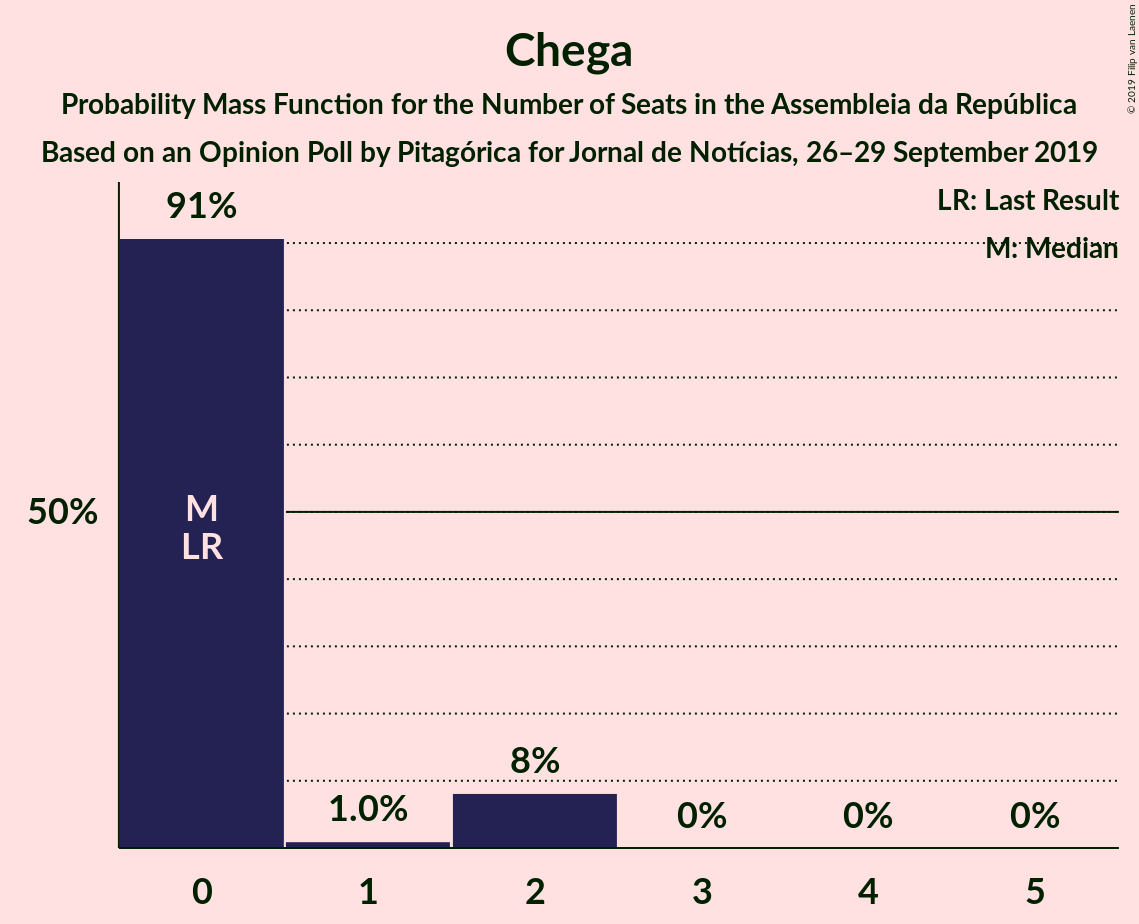 Chega
Probability Mass Function for the Number of Seats in the Assembleia da República
Based on an Opinion Poll by Pitagórica for Jornal de Notícias, 26–29 September 2019
© 2019 Filip van Laenen
LR: Last Result
M: Median
91%
50%
M
LR
1.0%
8%
0%
0%
0%
0
1
2
3
4
5